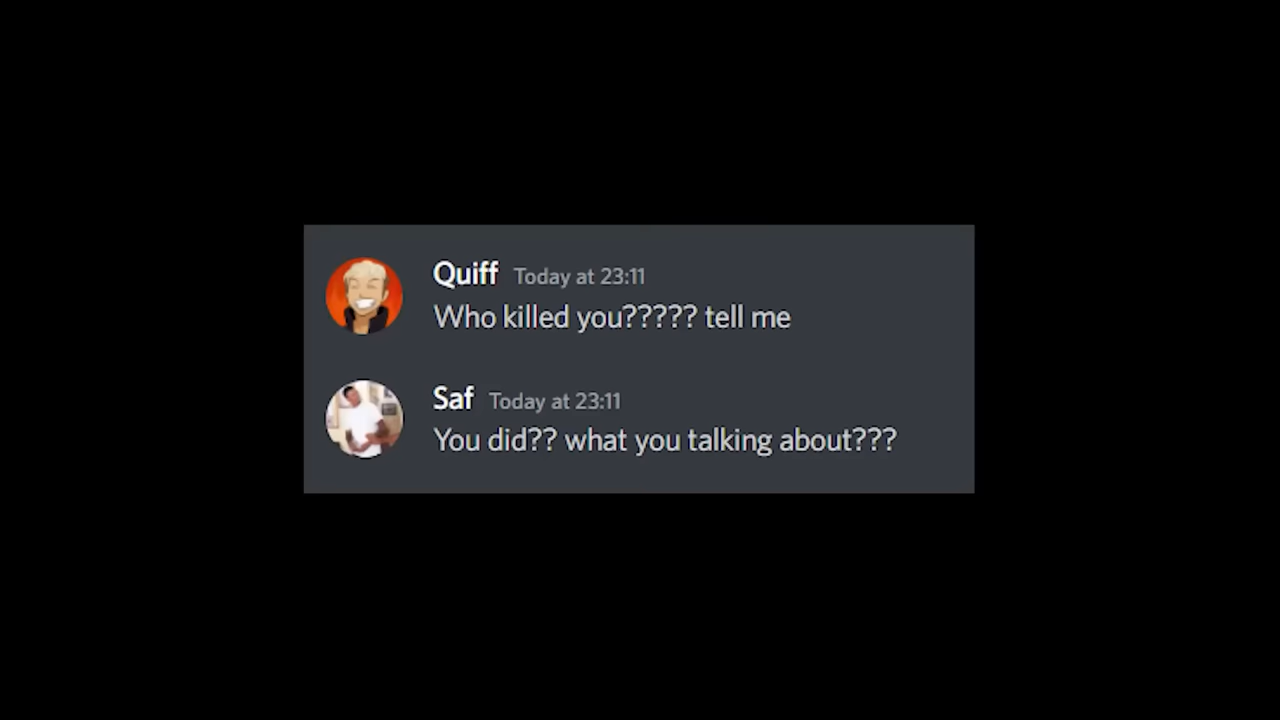 Quiff Today at 23:11
Who killed you????? tell me
Saf Today at 23:11
You did?? what you talking about???